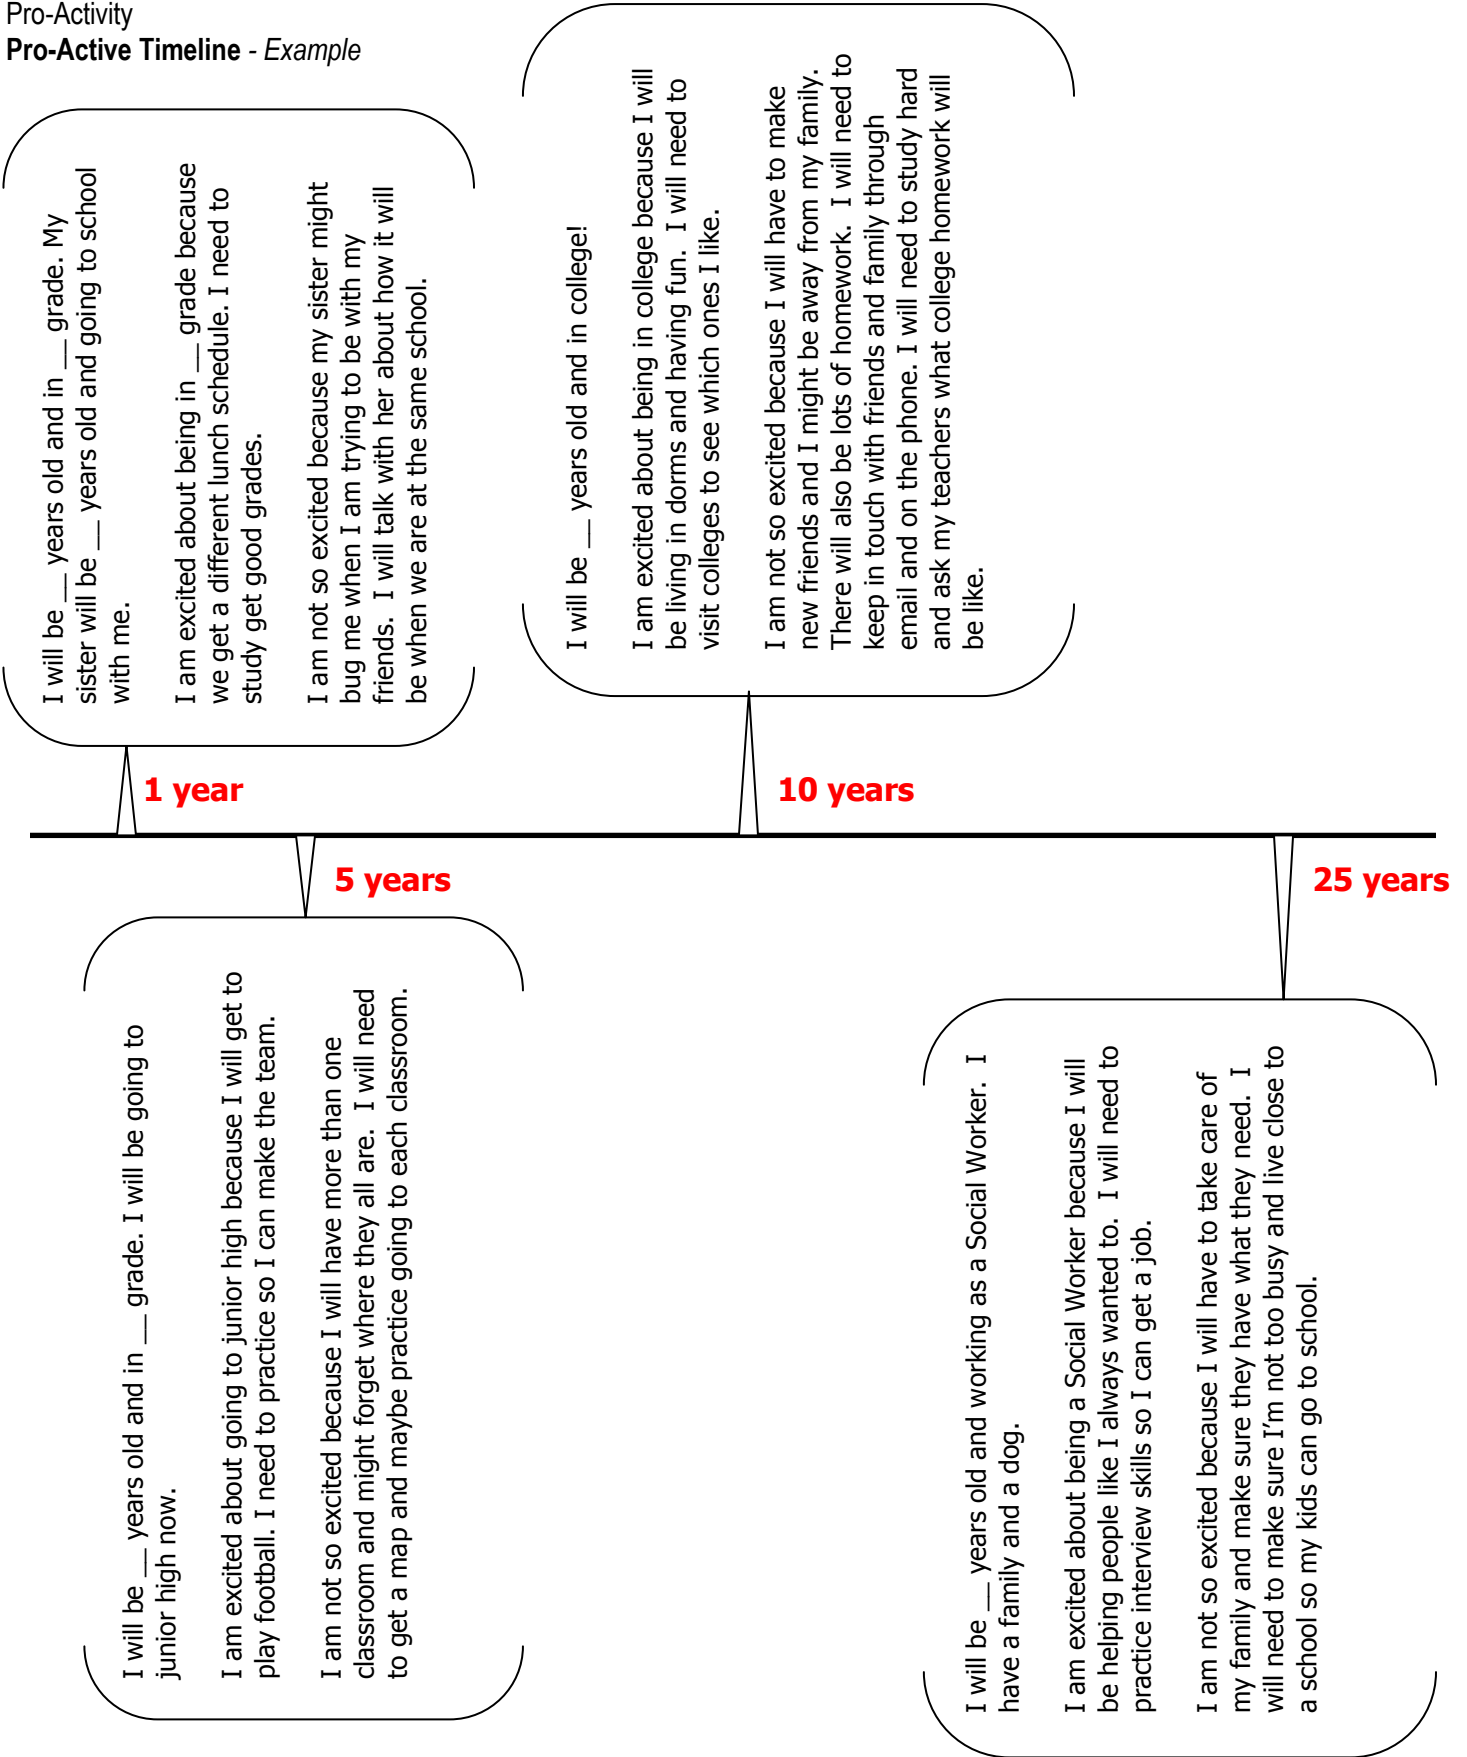 Pro-Activity
Pro-Active Timeline - Example
I will be __ years old and in __ grade. My
sister will be __ years old and going to school
with me.
I am excited about being in __ grade because
we get a different lunch schedule. I need to
study get good grades.
I am not so excited because my sister might
bug me when I am trying to be with my
friends.  I will talk with her about how it will
be when we are at the same school.
1 year
I will be __ years old and in __ grade. I will be going to
junior high now.
I am excited about going to junior high because I will get to
play football. I need to practice so I can make the team.
I am not so excited because I will have more than one
classroom and might forget where they all are.  I will need
to get a map and maybe practice going to each classroom.
5 years
I will be __ years old and in college!
I am excited about being in college because I will
be living in dorms and having fun.  I will need to
visit colleges to see which ones I like.
I am not so excited because I will have to make
new friends and I might be away from my family.
There will also be lots of homework.  I will need to
keep in touch with friends and family through
email and on the phone. I will need to study hard
and ask my teachers what college homework will
be like.
10 years
I will be __ years old and working as a Social Worker.  I
have a family and a dog.
I am excited about being a Social Worker because I will
be helping people like I always wanted to.  I will need to
practice interview skills so I can get a job.
I am not so excited because I will have to take care of
my family and make sure they have what they need.  I
will need to make sure I’m not too busy and live close to
a school so my kids can go to school.
25 years